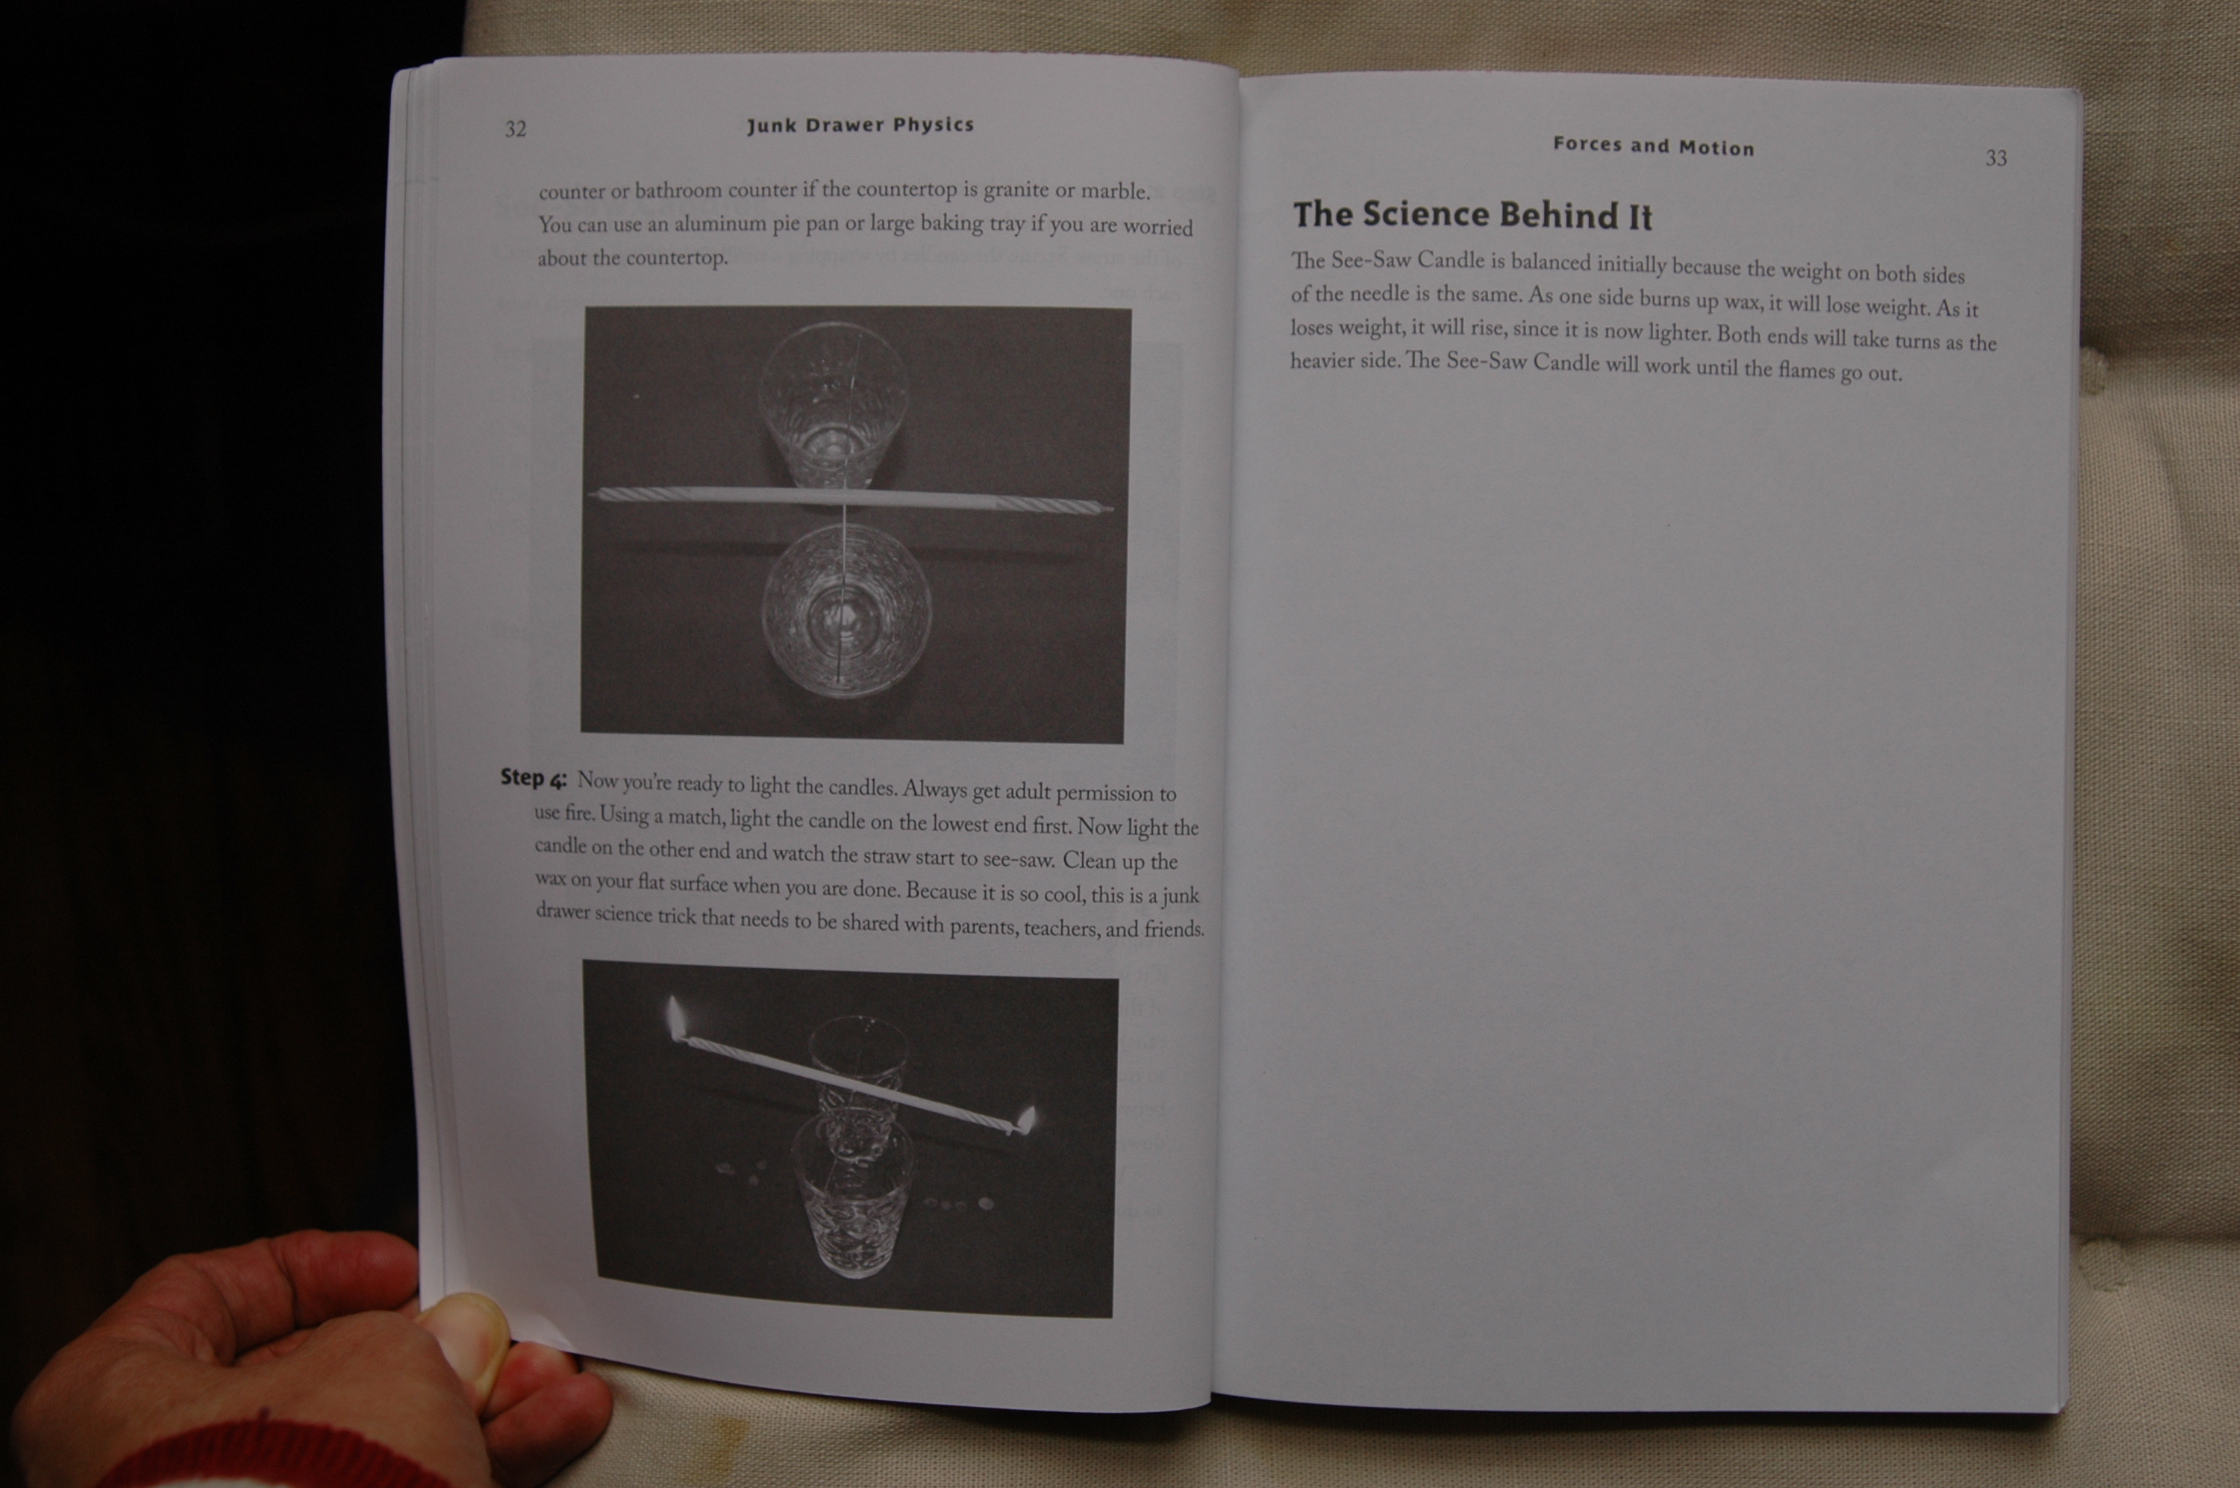 32
Junk Drawer Physics
counter or bathroom counter if the countertop is granite or marble.
You can use an aluminum pie pan or large baking tray if you are worried
about the countertop.
Step 4: Now you're ready to light the candles. Always get adult permission to
use fire. Using a match, light the candle on the lowest end first. Now light the
candle on the other end and watch the straw start to see-saw. Clean up the
wax on your flat surface when you are done. Because it is so cool, this is a junk
drawer science trick that needs to be shared with parents, teachers, and friends.
Forces and Motion
33
The Science Behind It
The See-Saw Candle is balanced initially because the weight on both sides
of the needle is the same. As one side burns up wax, it will lose weight. As it
loses weight, it will rise, since it is now lighter. Both ends will take turns as the
heavier side. The See-Saw Candle will work until the flames go out.